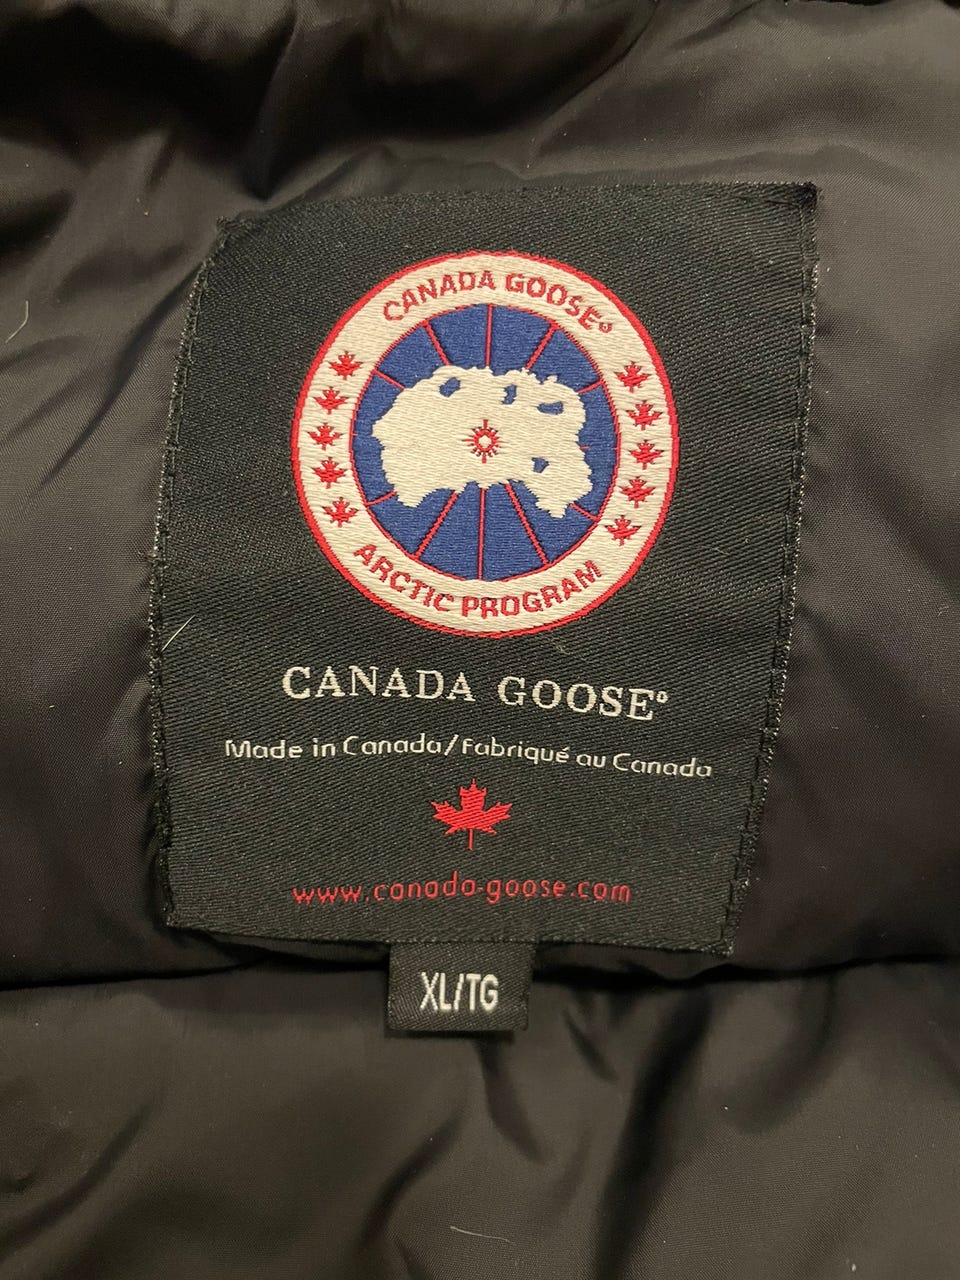 CANADA GOOSE®
ARCTIC PROGRAM
CANADA GOOSE®
Made in Canada/Fabriqué au Canada
www.canada-goose.com
XL/TG